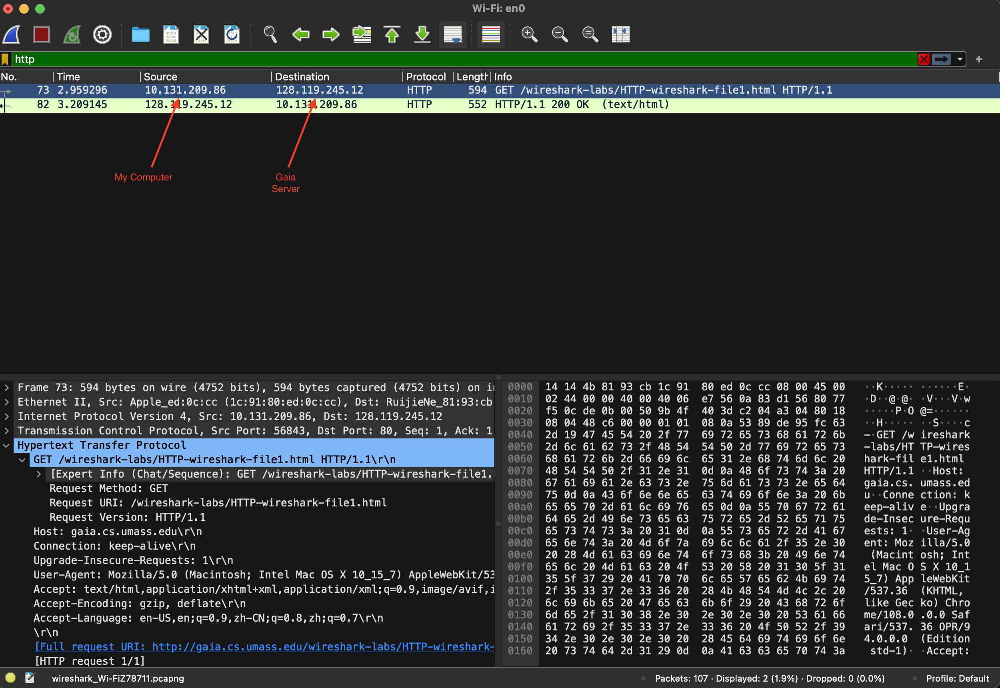 Wi-Fi: en0
http
No. Time Source Destination Protocol Length Info
73 2.959296 10.131.209.86 128.119.245.12 HTTP 594 GET /wireshark-labs/HTTP-wireshark-file1.html HTTP/1.1
82 3.209145 128.119.245.12 10.131.209.86 HTTP 552 HTTP/1.1 200 OK (text/html)
My Computer
Gaia
Server
Frame 73: 594 bytes on wire (4752 bits), 594 bytes captured (4752 bits) on
Ethernet II, Src: Apple_ed:0c:cc (1c:91:80:ed:0c:cc), Dst: RuijieNe_81:93:cb
Internet Protocol Version 4, Src: 10.131.209.86, Dst: 128.119.245.12
Transmission Control Protocol, Src Port: 56843, Dst Port: 80, Seq: 1, Ack: 1
Hypertext Transfer Protocol
GET /wireshark-labs/HTTP-wireshark-file1.html HTTP/1.1\r\n
[Expert Info (Chat/Sequence): GET /wireshark-labs/HTTP-wireshark-file1.
Request Method: GET
Request URI: /wireshark-labs/HTTP-wireshark-file1.html
Request Version: HTTP/1.1
Host: gaia.cs.umass.edu\r\n
Connection: keep-alive\r\n
Upgrade-Insecure-Requests: 1\r\n
User-Agent: Mozilla/5.0 (Macintosh; Intel Mac OS X 10_15_7) AppleWebKit/53
Accept: text/html,application/xhtml+xml,application/xml;q=0.9,image/avif,i
Accept-Encoding: gzip, deflate\r\n
Accept-Language: en-US,en;q=0.9,zh-CN;q=0.8,zh;q=0.7\r\n
\r\n
[Full request URI: http://gaia.cs.umass.edu/wireshark-labs/HTTP-wireshark-
[HTTP request 1/1]
0000 14 14 4b 81 93 cb 1c 91 80 ed 0c cc 08 00 45 00 ··K····· ······E·
0010 02 44 00 00 40 00 40 06 e7 56 0a 83 d1 56 80 77 ·D··@·@· ·V···V·w
0020 f5 0c de 0b 00 50 9b 4f 40 3d c2 04 a3 04 80 18 ·····P·O @=······
0030 08 04 48 c6 00 00 01 01 08 0a 53 89 de 95 fc 63 ··H····· ··S····c
0040 2d 19 47 45 54 20 2f 77 69 72 65 73 68 61 72 6b -·GET /w ireshark
0050 2d 6c 61 62 73 2f 48 54 54 50 2d 77 69 72 65 73 -labs/HT TP-wires
0060 68 61 72 6b 2d 66 69 6c 65 31 2e 68 74 6d 6c 20 hark-fil e1.html
0070 48 54 54 50 2f 31 2e 31 0d 0a 48 6f 73 74 3a 20 HTTP/1.1 ··Host:
0080 67 61 69 61 2e 63 73 2e 75 6d 61 73 73 2e 65 64 gaia.cs. umass.ed
0090 75 0d 0a 43 6f 6e 6e 65 63 74 69 6f 6e 3a 20 6b u··Conne ction: k
00a0 65 65 70 2d 61 6c 69 76 65 0d 0a 55 70 67 72 61 eep-aliv e··Upgra
00b0 64 65 2d 49 6e 73 65 63 75 72 65 2d 52 65 71 75 de-Insec ure-Requ
00c0 65 73 74 73 3a 20 31 0d 0a 55 73 65 72 2d 41 67 ests: 1· ·User-Ag
00d0 65 6e 74 3a 20 4d 6f 7a 69 6c 6c 61 2f 35 2e 30 ent: Moz illa/5.0
00e0 20 28 4d 61 63 69 6e 74 6f 73 68 3b 20 49 6e 74 (Macint osh; Int
00f0 65 6c 20 4d 61 63 20 4f 53 20 58 20 31 30 5f 31 el Mac O S X 10_1
0100 35 5f 37 29 20 41 70 70 6c 65 57 65 62 4b 69 74 5_7) App leWebKit
0110 2f 35 33 37 2e 33 36 20 28 4b 48 54 4d 4c 2c 20 /537.36 (KHTML,
0120 6c 69 6b 65 20 47 65 63 6b 6f 29 20 43 68 72 6f like Gec ko) Chro
0130 6d 65 2f 31 30 38 2e 30 2e 30 2e 30 20 53 61 66 me/108.0 .0.0 Saf
0140 61 72 69 2f 35 33 37 2e 33 36 20 4f 50 52 2f 39 ari/537. 36 OPR/9
0150 34 2e 30 2e 30 2e 30 20 28 45 64 69 74 69 6f 6e 4.0.0.0 (Edition
0160 20 73 74 64 2d 31 29 0d 0a 41 63 63 65 70 74 3a std-1)· ·Accept:
wireshark_Wi-FiZ78711.pcapng
Packets: 107 · Displayed: 2 (1.9%) · Dropped: 0 (0.0%)
Profile: Default